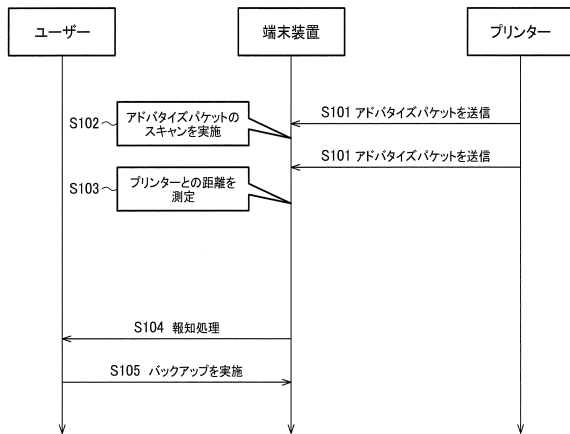 ユーザー
端末装置
プリンター
S102
アドバタイズパケットの
スキャンを実施
S101 アドバタイズパケットを送信
S101 アドバタイズパケットを送信
S103
プリンターとの距離を
測定
S104 報知処理
S105 バックアップを実施